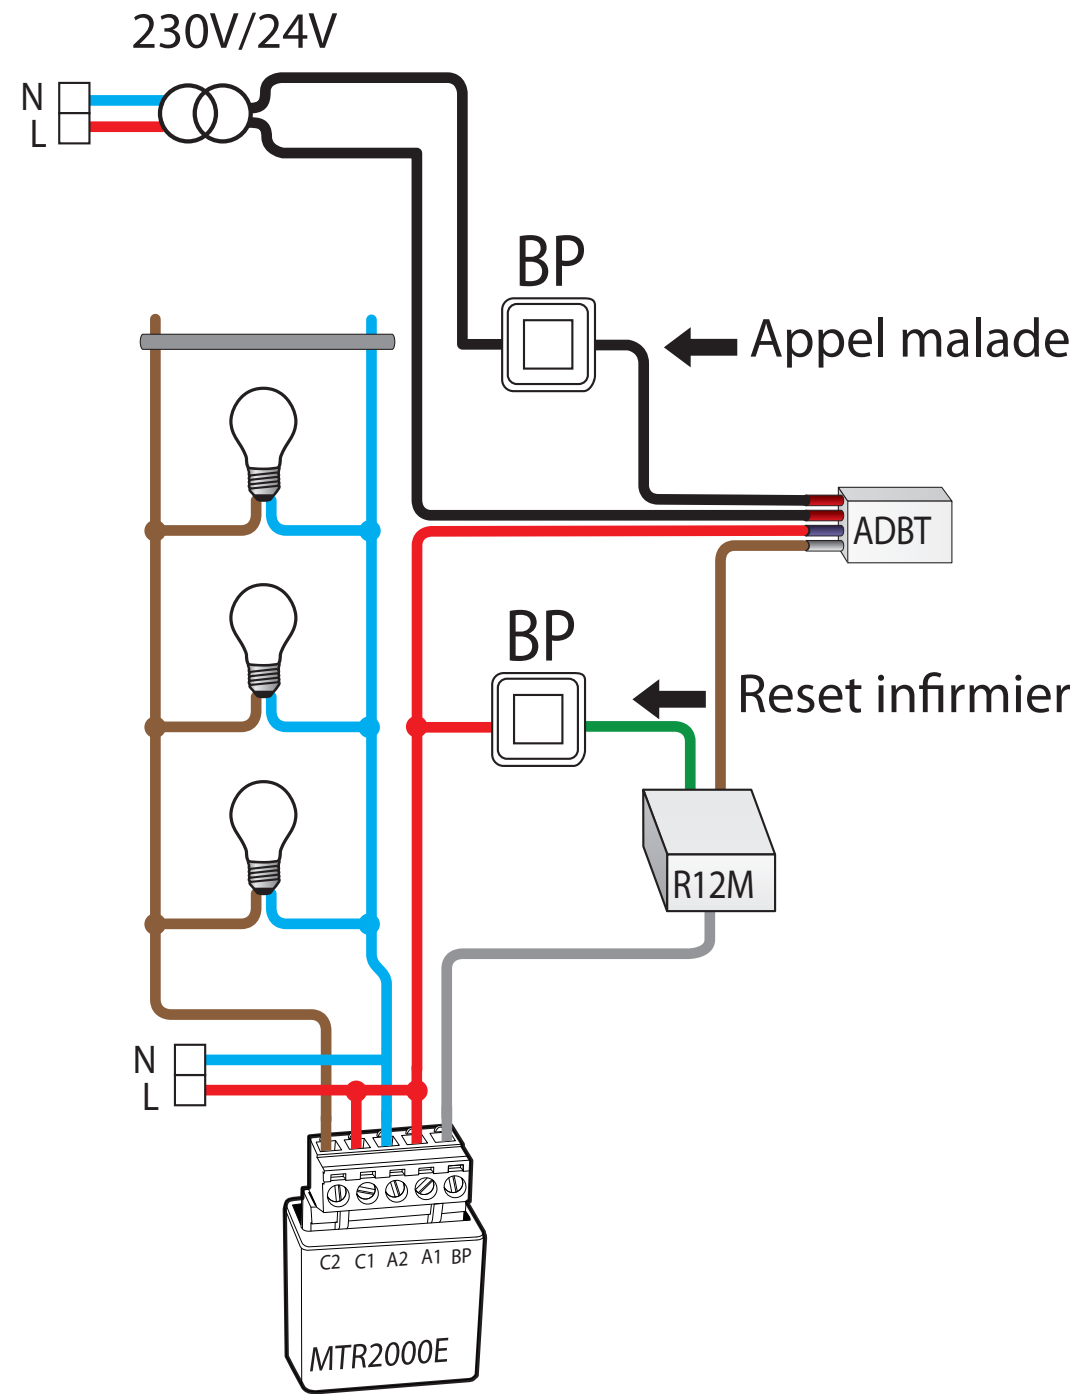 230V/24V
N
L
BP
Appel malade
ADBT
BP
Reset infirmier
R12M
N
L
C2 C1 A2 A1 BP
MTR2000E